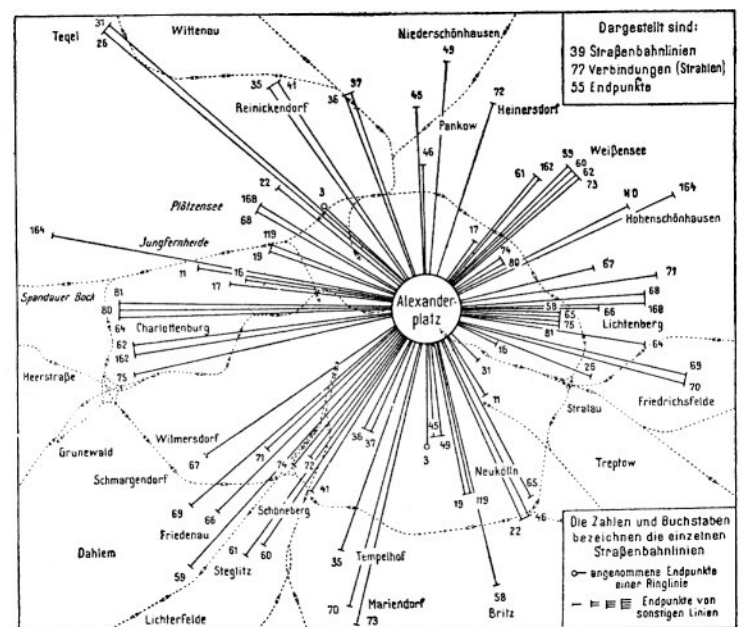 Dargestellt sind:
39 Straßenbahnlinien
77 Verbindungen (Strahlen)
55 Endpunkte
31
Tegel
26
Wittenau
Niederschönhausen
49
35
41
Reinickendorf
37
36
45
72
Heinersdorf
Pankow
46
Weißensee
59
60
62
73
162
61
NO
164
Hohenschönhausen
22
3
Plötzensee
168
68
17
74
80
164
Jungfernheide
119
19
11
16
17
67
71
68
168
66
Lichtenberg
58
65
75
81
64
Spandauer Bock
81
80
64
Charlottenburg
62
162
75
Alexander-
platz
Heerstraße
16
31
11
25
69
70
Friedrichsfelde
Stralau
Wilmersdorf
67
Grunewald
Schmargendorf
71
74
72
36
37
45
49
3
Neukölln
Treptow
69
66
Friedenau
Schöneberg
41
19
119
65
46
22
Dahlem
59
61
60
Steglitz
35
Tempelhof
70
Mariendorf
73
58
Britz
Lichterfelde
Die Zahlen und Buchstaben
bezeichnen die einzelnen
Straßenbahnlinien
angenommene Endpunkte
einer Ringlinie
Endpunkte von
sonstigen Linien